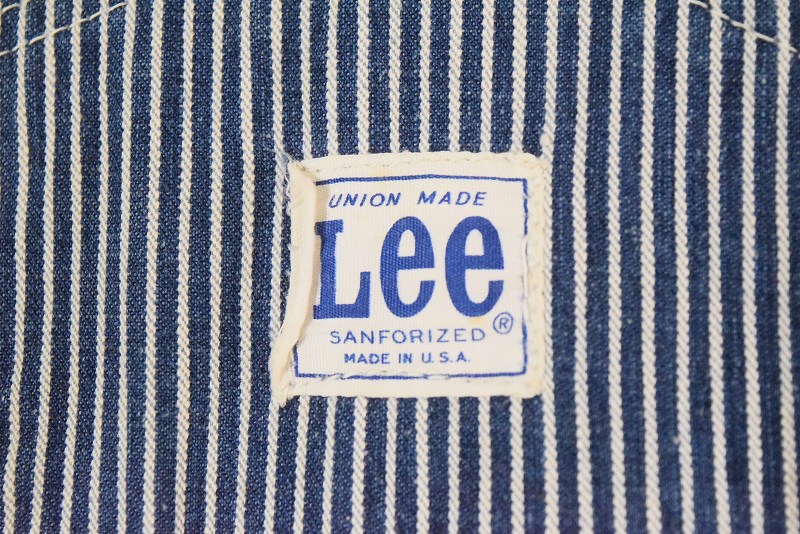 UNION MADE
Lee
SANFORIZED ®
MADE IN U.S.A.